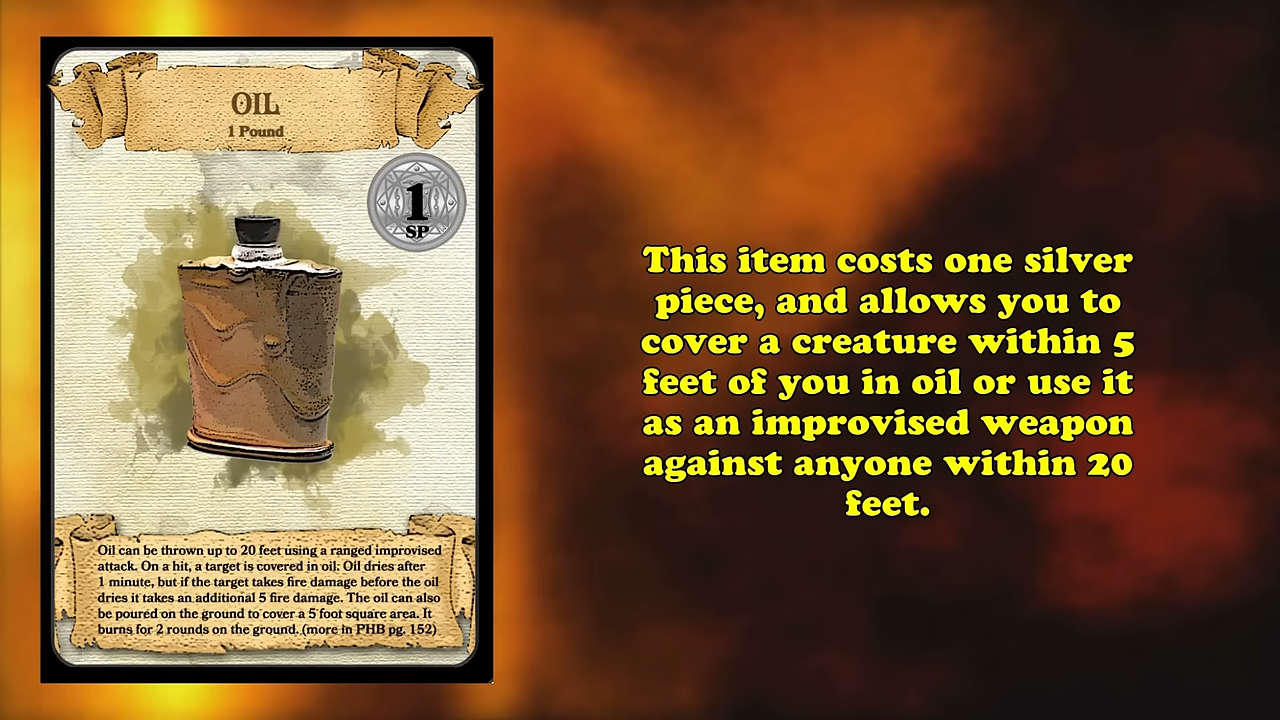 OIL
1 Pound
1
SP
Oil can be thrown up to 20 feet using a ranged improvised
attack. On a hit, a target is covered in oil. Oil dries after
1 minute, but if the target takes fire damage before the oil
dries it takes an additional 5 fire damage. The oil can also
be poured on the ground to cover a 5 foot square area. It
burns for 2 rounds on the ground. (more in PHB pg. 152)
This item costs one silver
piece, and allows you to
cover a creature within 5
feet of you in oil or use it
as an improvised weapon
against anyone within 20
feet.